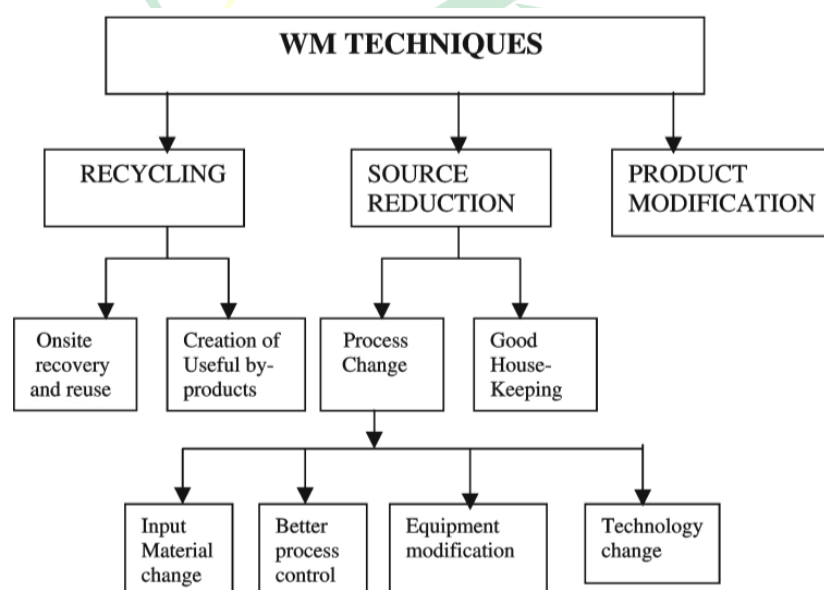 WM TECHNIQUES
RECYCLING
SOURCE
REDUCTION
PRODUCT
MODIFICATION
Onsite
recovery
and reuse
Creation of
Useful by-
products
Process
Change
Good
House-
Keeping
Input
Material
change
Better
process
control
Equipment
modification
Technology
change